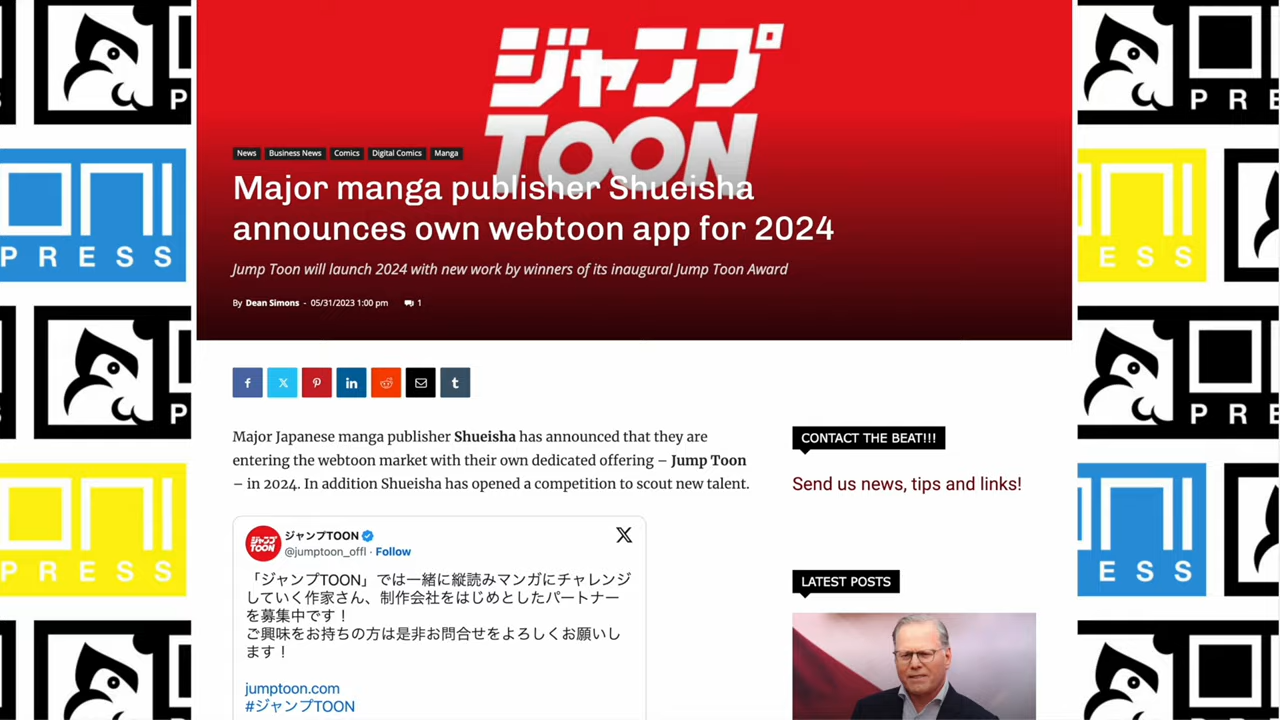 ジャンプ
TOON
News Business News Comics Digital Comics Manga
Major manga publisher Shueisha
announces own webtoon app for 2024
Jump Toon will launch 2024 with new work by winners of its inaugural Jump Toon Award
By Dean Simons - 05/31/2023 1:00 pm 1
Major Japanese manga publisher Shueisha has announced that they are
entering the webtoon market with their own dedicated offering – Jump Toon
– in 2024. In addition Shueisha has opened a competition to scout new talent.
ジャンプTOON
@jumptoon_offl · Follow
「ジャンプTOON」では一緒に縦読みマンガにチャレンジ
していく作家さん、制作会社をはじめとしたパートナー
を募集中です！
ご興味をお持ちの方は是非お問合せをよろしくお願いし
ます！
jumptoon.com
#ジャンプTOON
CONTACT THE BEAT!!!
Send us news, tips and links!
LATEST POSTS
P
PRESS
P
PRESS
P
PRE
ESS
PRE
ESS